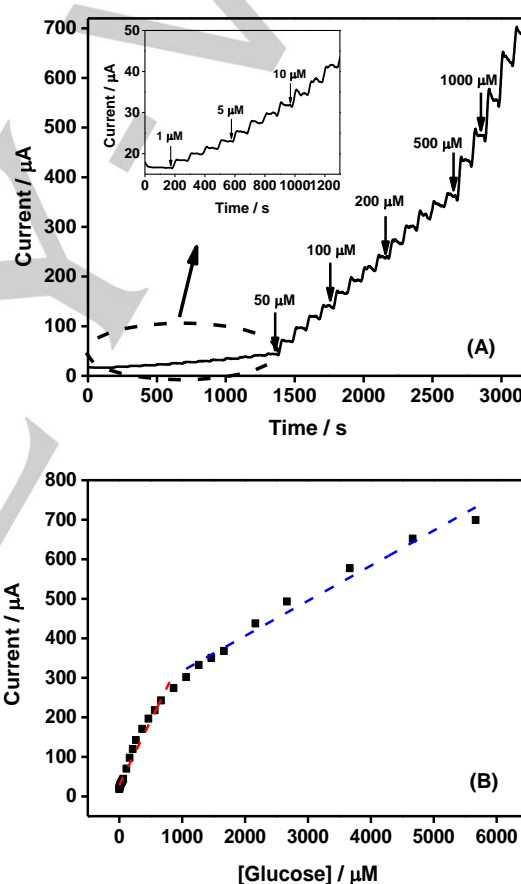 700
600
500
400
300
200
100
0
Current / µA
50
40
30
20
Current / µA
1 µM
5 µM
10 µM
0 200 400 600 800 1000 1200
Time / s
50 µM
100 µM
200 µM
500 µM
1000 µM
(A)
0 500 1000 1500 2000 2500 3000
Time / s
800
700
600
500
400
300
200
100
0
Current / µA
(B)
0 1000 2000 3000 4000 5000 6000
[Glucose] / µM